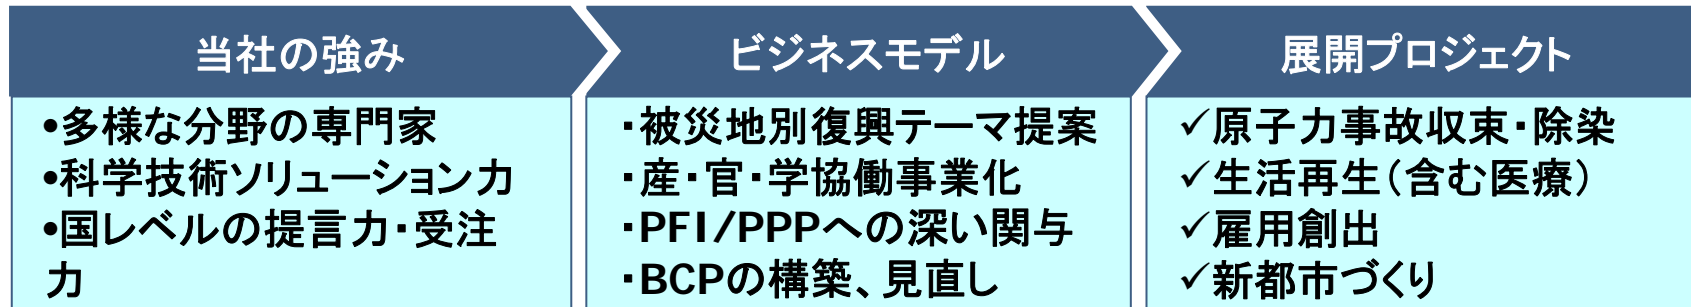 当社の強み
•多様な分野の専門家
•科学技術ソリューション力
•国レベルの提言力・受注
力
ビジネスモデル
・被災地別復興テーマ提案
・産・官・学協働事業化
・PFI/PPPへの深い関与
・BCPの構築、見直し
展開プロジェクト
✓原子力事故収束・除染
✓生活再生（含む医療）
✓雇用創出
✓新都市づくり